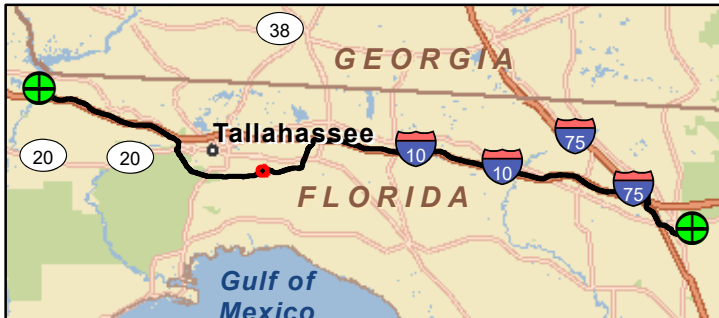 38
GEORGIA
Tallahassee
75
20
20
10
10
75
FLORIDA
Gulf of
Mexico